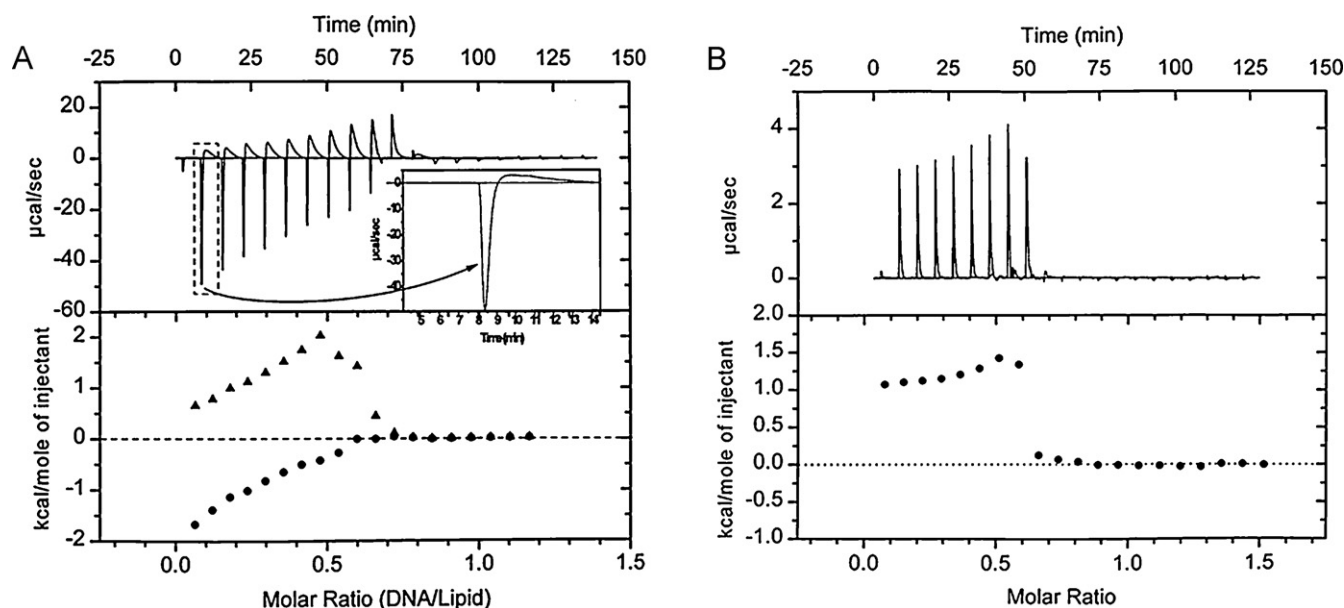 A
Time (min)
-25 0 25 50 75 100 125 150
µcal/sec
20
0
-20
-40
-60
µcal/sec
0
-10
-20
-30
-40
5 6 7 8 9 10 11 12 13 14
Time(min)
kcal/mole of injectant
2
1
0
-1
-2
0.0 0.5 1.0 1.5
Molar Ratio (DNA/Lipid)
B
Time (min)
-25 0 25 50 75 100 125 150
µcal/sec
4
2
0
kcal/mole of injectant
2.0
1.5
1.0
0.5
0.0
-0.5
-1.0
0.0 0.5 1.0 1.5
Molar Ratio